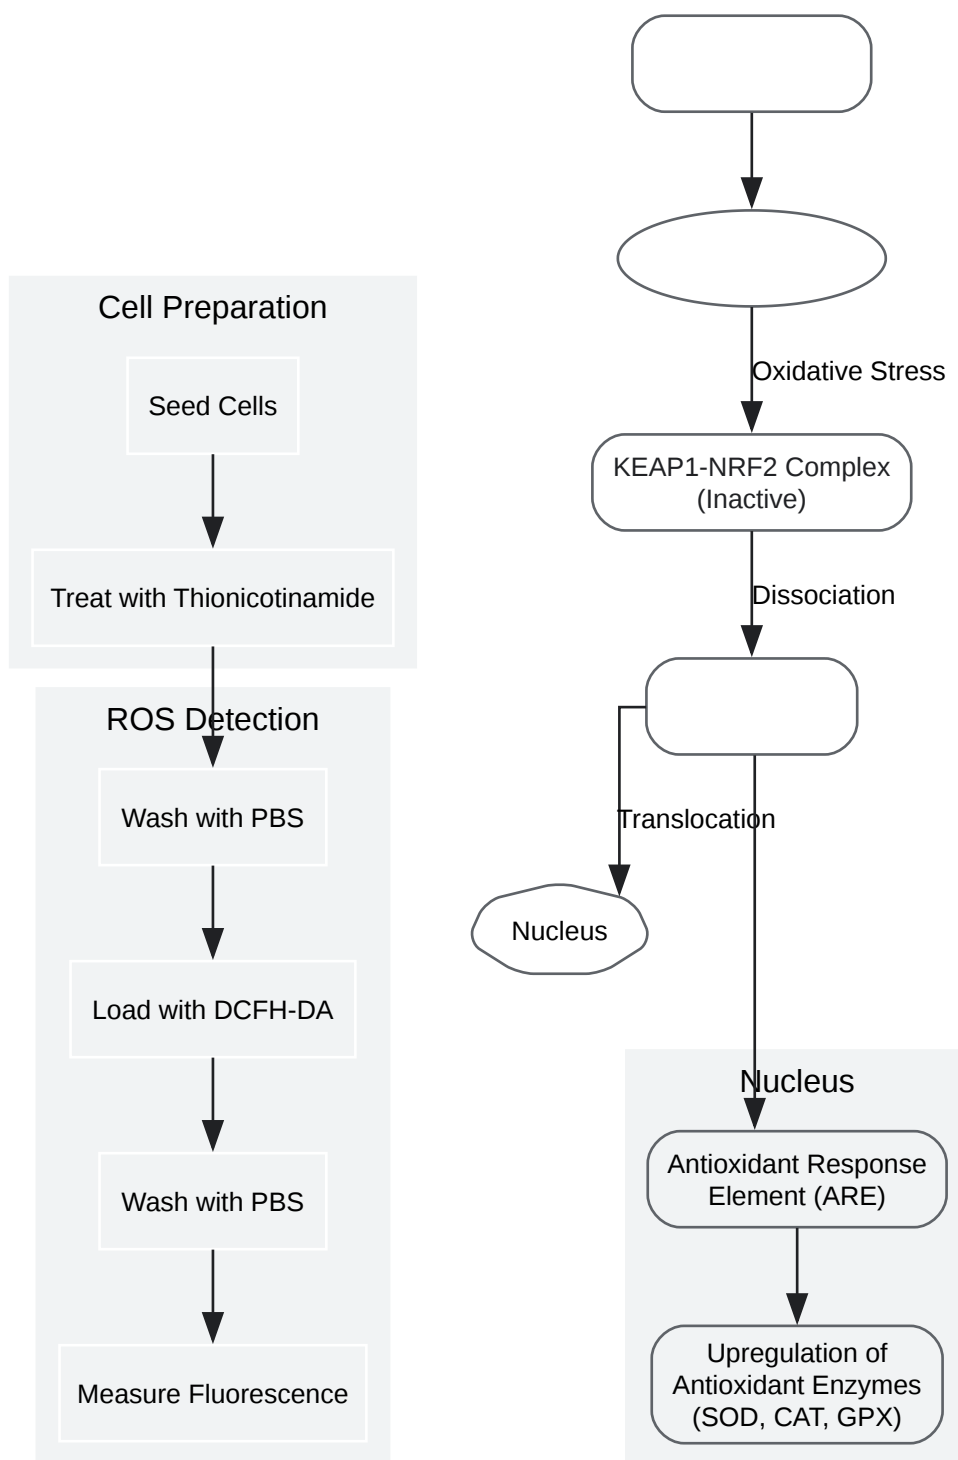 Cell Preparation
Seed Cells
Treat with Thionicotinamide
ROS Detection
Wash with PBS
Load with DCFH-DA
Wash with PBS
Measure Fluorescence
Oxidative Stress
KEAP1-NRF2 Complex
(Inactive)
Dissociation
Translocation
Nucleus
Nucleus
Antioxidant Response
Element (ARE)
Upregulation of
Antioxidant Enzymes
(SOD, CAT, GPX)